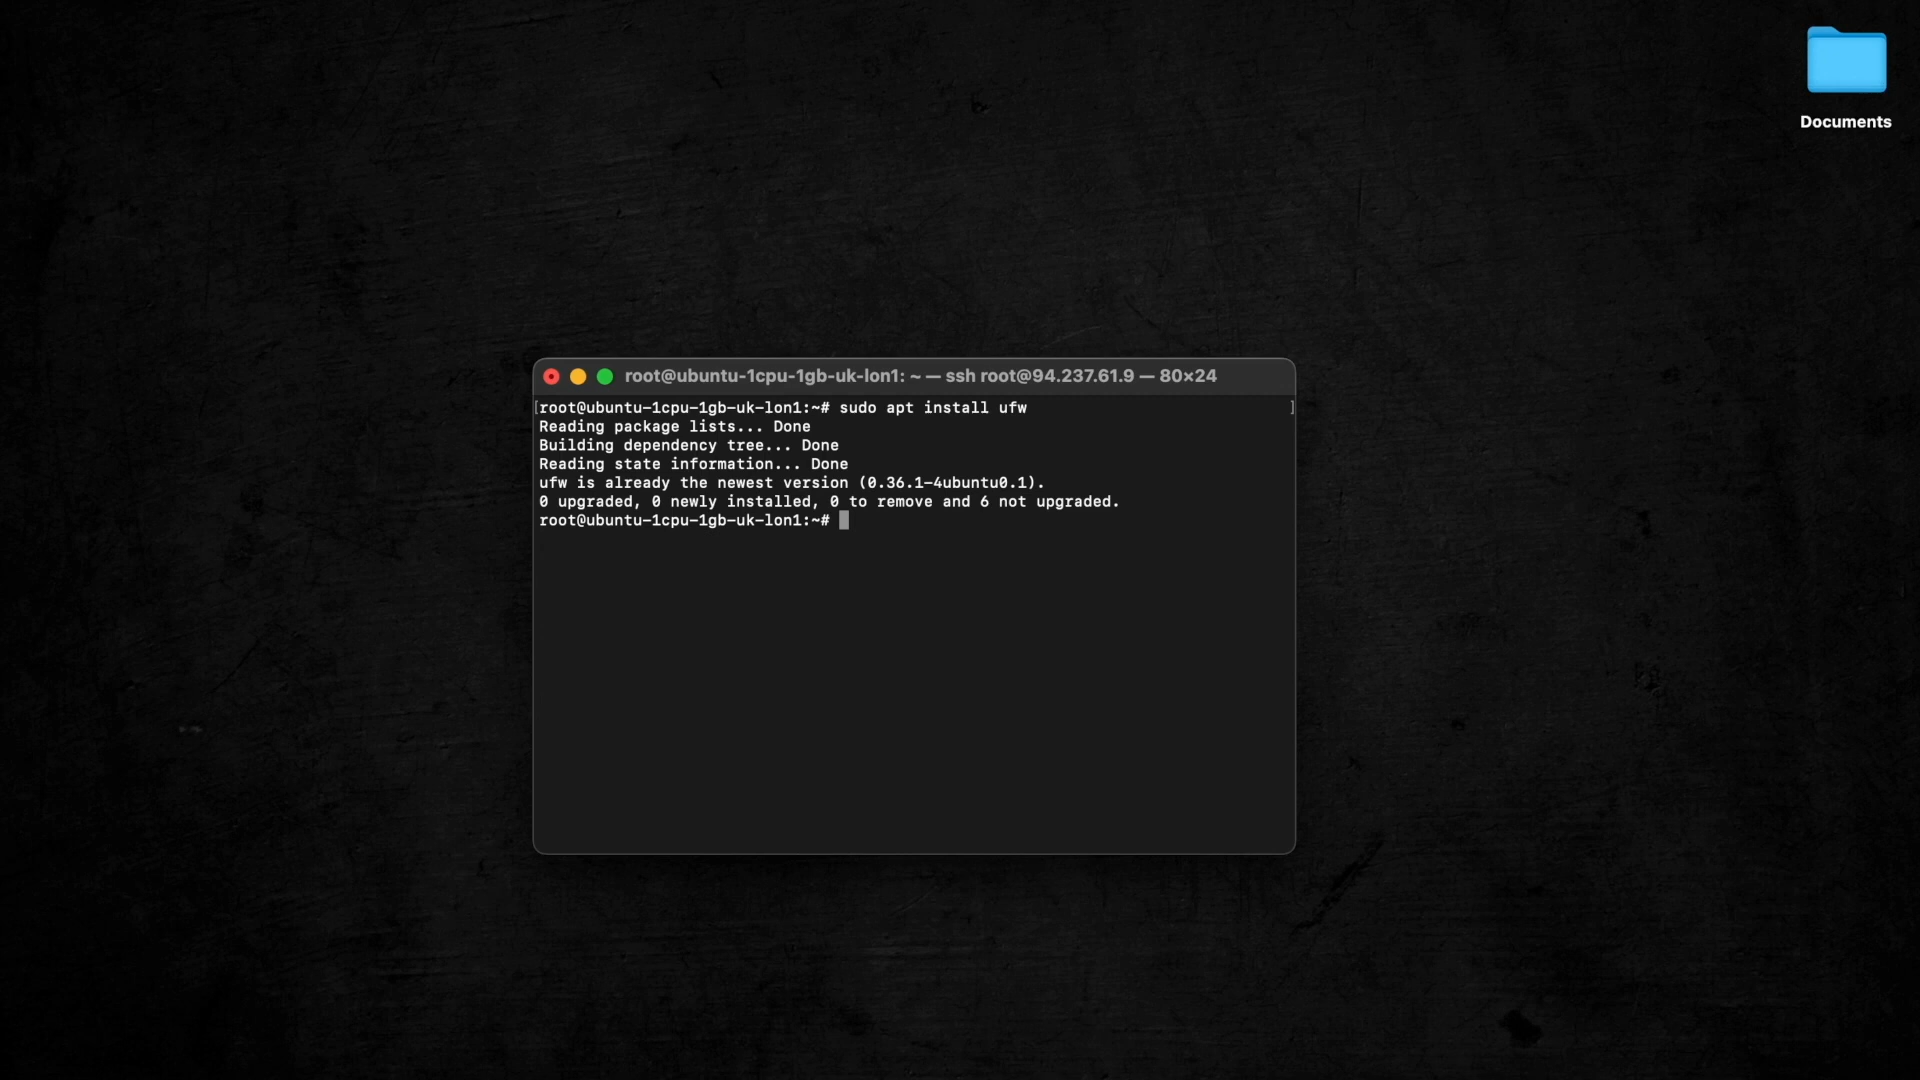 Documents
root@ubuntu-1cpu-1gb-uk-lon1: ~ — ssh root@94.237.61.9 — 80×24
[root@ubuntu-1cpu-1gb-uk-lon1:~# sudo apt install ufw ]
Reading package lists... Done
Building dependency tree... Done
Reading state information... Done
ufw is already the newest version (0.36.1-4ubuntu0.1).
0 upgraded, 0 newly installed, 0 to remove and 6 not upgraded.
root@ubuntu-1cpu-1gb-uk-lon1:~#